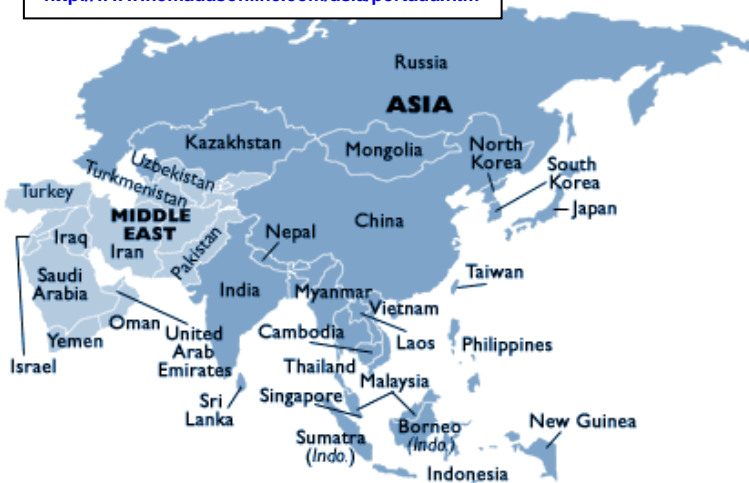 Russia
ASIA
Kazakhstan
Mongolia
North
Korea
South
Korea
Uzbekistan
Turkmenistan
Turkey
MIDDLE
EAST
China
Japan
Iraq
Iran
Pakistan
Nepal
Saudi
Arabia
India
Myanmar
Taiwan
Vietnam
Oman
United
Arab
Emirates
Cambodia
Laos
Philippines
Yemen
Israel
Thailand
Malaysia
Sri
Lanka
Singapore
Borneo
(Indo.)
New Guinea
Sumatra
(Indo.)
Indonesia